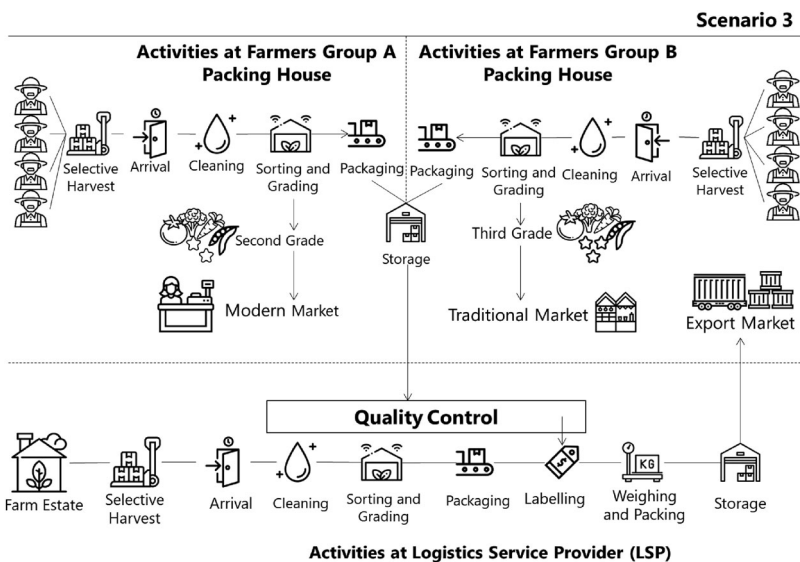 Scenario 3
Activities at Farmers Group A
Packing House
Activities at Farmers Group B
Packing House
Selective
Harvest
Arrival
Cleaning
Sorting and
Grading
Packaging
Packaging
Sorting and
Grading
Cleaning
Arrival
Selective
Harvest
Second Grade
Storage
Third Grade
Modern Market
Traditional Market
Export Market
Quality Control
KG
Farm Estate
Selective
Harvest
Arrival
Cleaning
Sorting and
Grading
Packaging
Labelling
Weighing
and Packing
Storage
Activities at Logistics Service Provider (LSP)